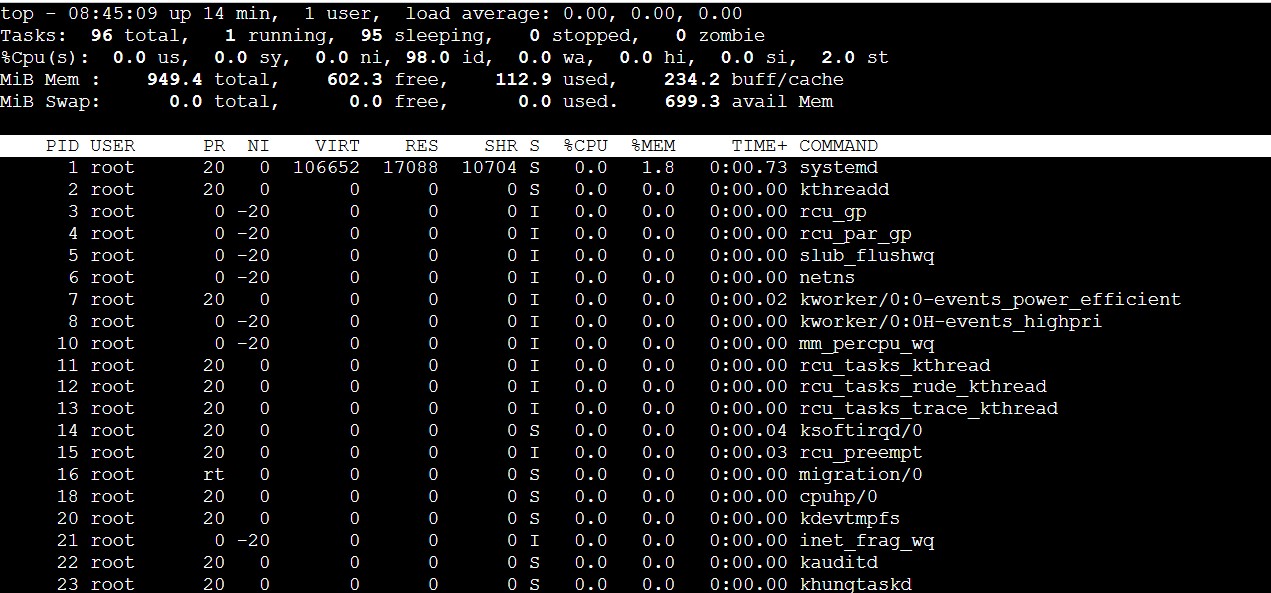 top - 08:45:09 up 14 min,  1 user,  load average: 0.00, 0.00, 0.00
Tasks:  96 total,   1 running,  95 sleeping,   0 stopped,   0 zombie
%Cpu(s):  0.0 us,  0.0 sy,  0.0 ni, 98.0 id,  0.0 wa,  0.0 hi,  0.0 si,  2.0 st
MiB Mem :    949.4 total,    602.3 free,    112.9 used,    234.2 buff/cache
MiB Swap:      0.0 total,      0.0 free,      0.0 used.    699.3 avail Mem
    PID USER      PR  NI    VIRT    RES    SHR S  %CPU  %MEM     TIME+ COMMAND
      1 root      20   0  106652  17088  10704 S   0.0   1.8   0:00.73 systemd
      2 root      20   0       0      0      0 S   0.0   0.0   0:00.00 kthreadd
      3 root       0 -20       0      0      0 I   0.0   0.0   0:00.00 rcu_gp
      4 root       0 -20       0      0      0 I   0.0   0.0   0:00.00 rcu_par_gp
      5 root       0 -20       0      0      0 I   0.0   0.0   0:00.00 slub_flushwq
      6 root       0 -20       0      0      0 I   0.0   0.0   0:00.00 netns
      7 root      20   0       0      0      0 I   0.0   0.0   0:00.02 kworker/0:0-events_power_efficient
      8 root       0 -20       0      0      0 I   0.0   0.0   0:00.00 kworker/0:0H-events_highpri
     10 root       0 -20       0      0      0 I   0.0   0.0   0:00.00 mm_percpu_wq
     11 root      20   0       0      0      0 I   0.0   0.0   0:00.00 rcu_tasks_kthread
     12 root      20   0       0      0      0 I   0.0   0.0   0:00.00 rcu_tasks_rude_kthread
     13 root      20   0       0      0      0 I   0.0   0.0   0:00.00 rcu_tasks_trace_kthread
     14 root      20   0       0      0      0 S   0.0   0.0   0:00.04 ksoftirqd/0
     15 root      20   0       0      0      0 I   0.0   0.0   0:00.03 rcu_preempt
     16 root      rt   0       0      0      0 S   0.0   0.0   0:00.00 migration/0
     18 root      20   0       0      0      0 S   0.0   0.0   0:00.00 cpuhp/0
     20 root      20   0       0      0      0 S   0.0   0.0   0:00.00 kdevtmpfs
     21 root       0 -20       0      0      0 I   0.0   0.0   0:00.00 inet_frag_wq
     22 root      20   0       0      0      0 S   0.0   0.0   0:00.00 kauditd
     23 root      20   0       0      0      0 S   0.0   0.0   0:00.00 khungtaskd